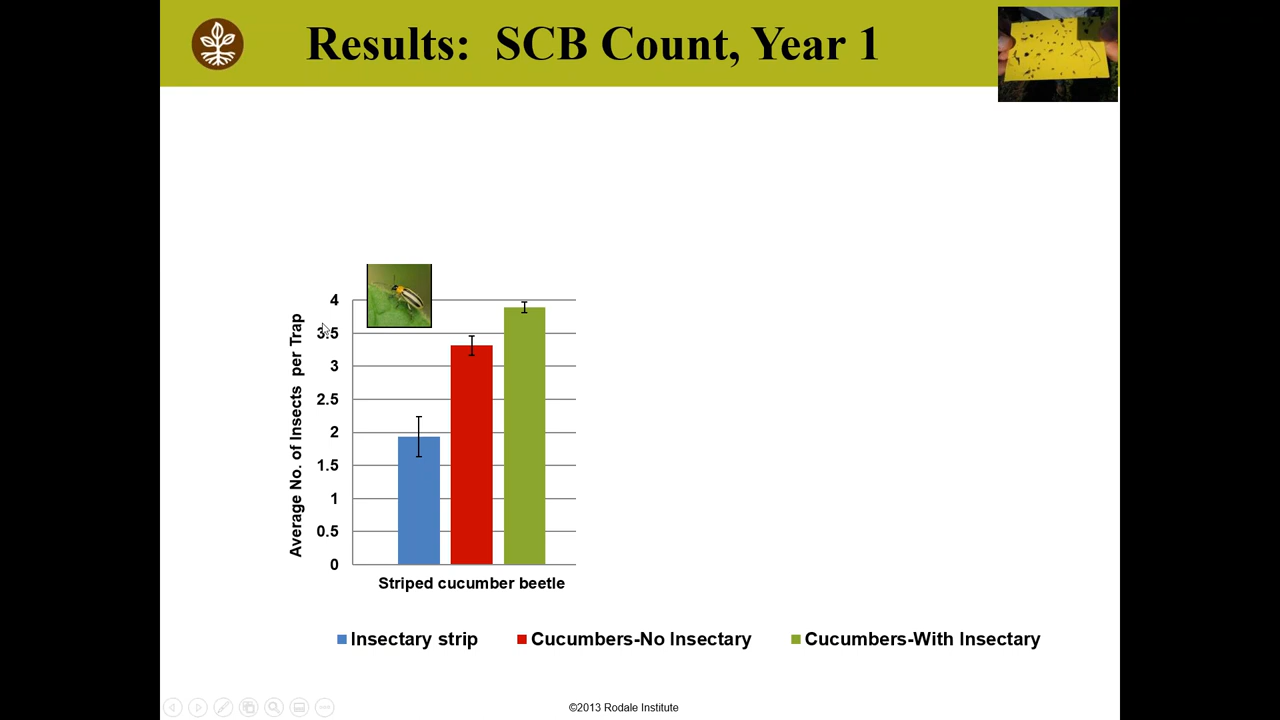 Results: SCB Count, Year 1
Average No. of Insects per Trap
4
3.5
3
2.5
2
1.5
1
0.5
0
Striped cucumber beetle
Insectary strip
Cucumbers-No Insectary
Cucumbers-With Insectary
©2013 Rodale Institute